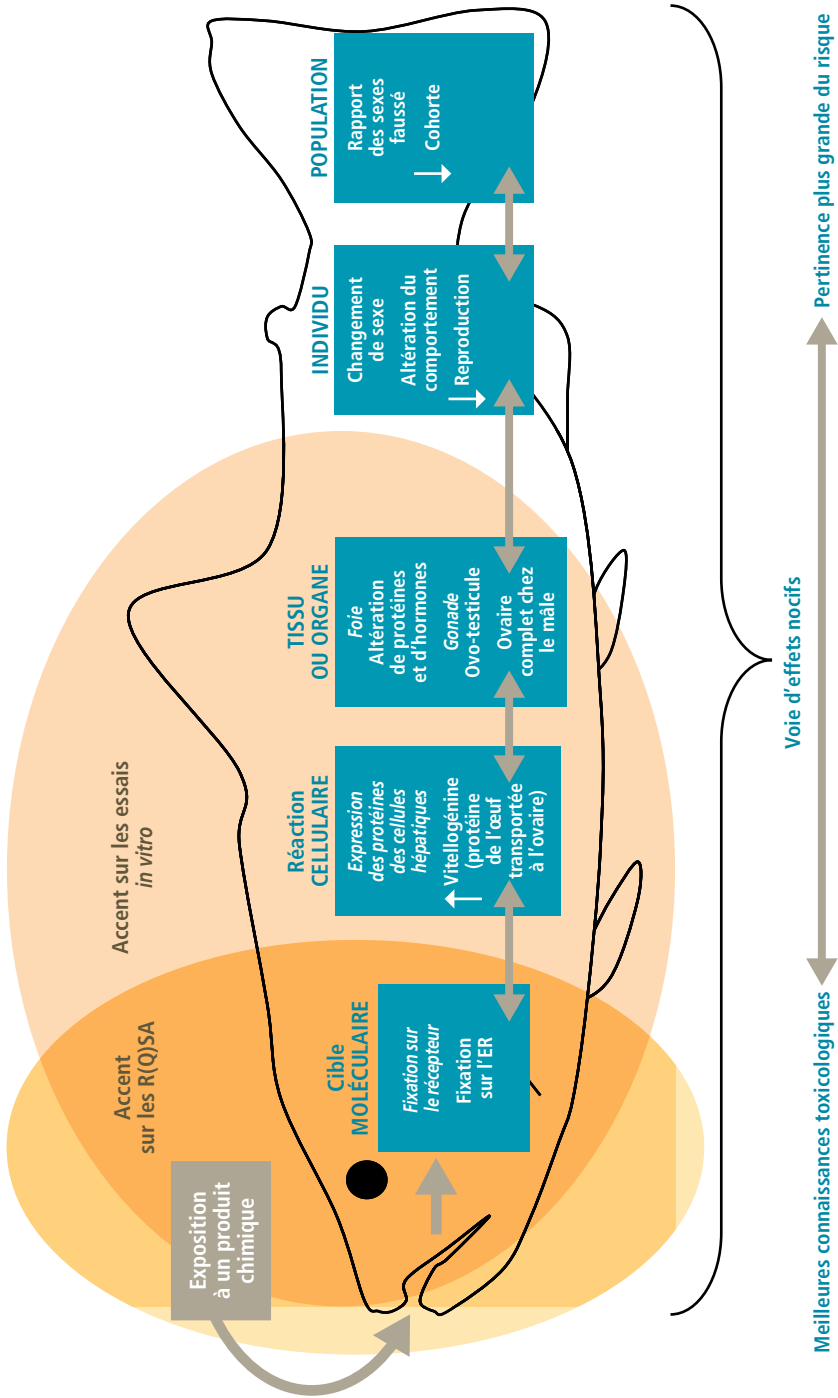 Exposition
à un produit
chimique
Accent
sur les R(Q)SA
Accent sur les essais
in vitro
Cible
MOLÉCULAIRE
Fixation sur
le récepteur
Fixation
sur l’ER
Réaction
CELLULAIRE
Expression
des protéines
des cellules
hépatiques
Vitellogénine
(protéine
de l’œuf
transportée
à l’ovaire)
TISSU
OU ORGANE
Foie
Altération
de protéines
et d’hormones
Gonade
Ovo-testicule
Ovaire
complet chez
le mâle
INDIVIDU
Changement
de sexe
Altération du
comportement
Reproduction
POPULATION
Rapport
des sexes
faussé
Cohorte
Voie d’effets nocifs
Meilleures connaissances toxicologiques
Pertinence plus grande du risque